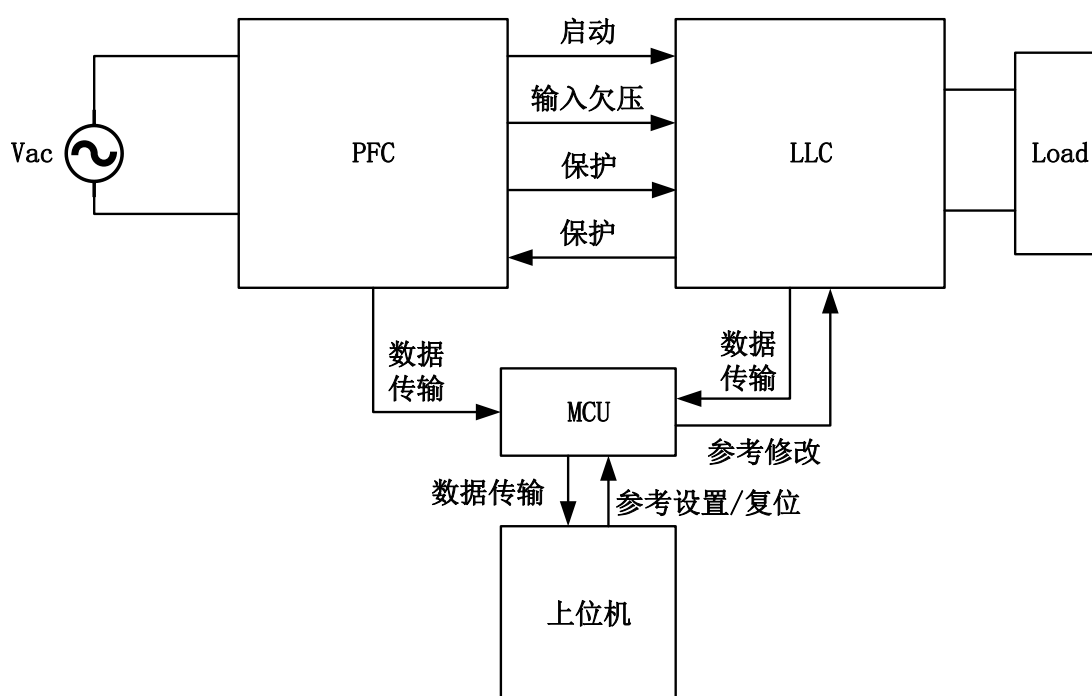 启动
输入欠压
Vac
PFC
保护
LLC
Load
保护
数据
传输
数据
传输
MCU
参考修改
数据传输
参考设置/复位
上位机